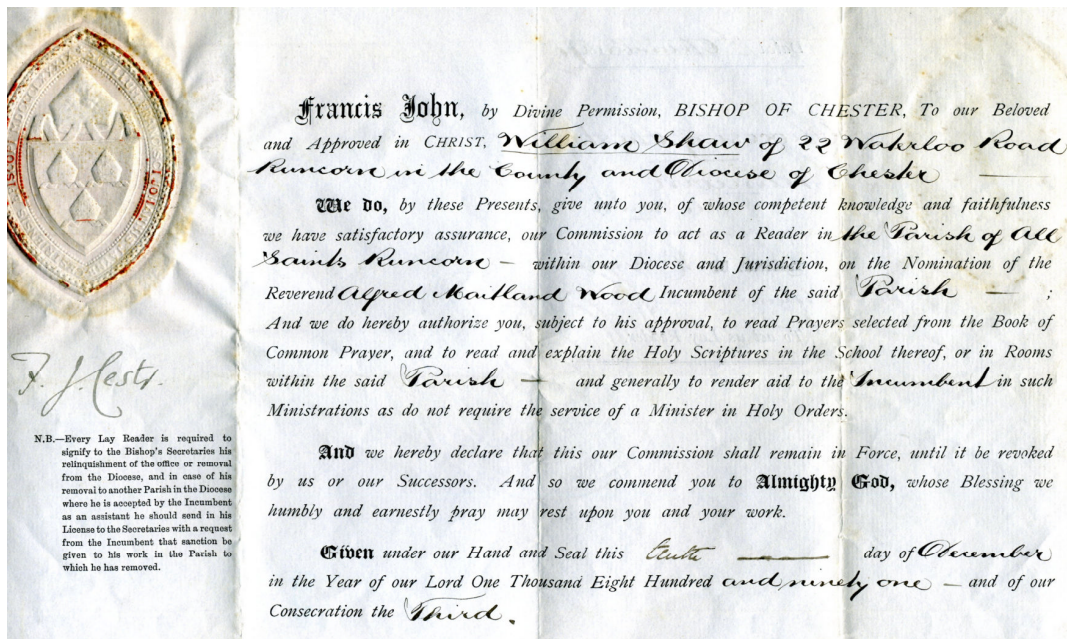 Francis John, by Divine Permission, BISHOP OF CHESTER, To our Beloved
and Approved in CHRIST, William Shaw of 22 Waterloo Road
Runcorn in the County and Diocese of Chester
We do, by these Presents, give unto you, of whose competent knowledge and faithfulness
we have satisfactory assurance, our Commission to act as a Reader in the Parish of All
Saints Runcorn – within our Diocese and Jurisdiction, on the Nomination of the
Reverend Alfred Maitland Wood Incumbent of the said Parish – ;
And we do hereby authorize you, subject to his approval, to read Prayers selected from the Book of
Common Prayer, and to read and explain the Holy Scriptures in the School thereof, or in Rooms
within the said Parish – and generally to render aid to the Incumbent in such
Ministrations as do not require the service of a Minister in Holy Orders.
And we hereby declare that this our Commission shall remain in Force, until it be revoked
by us or our Successors. And so we commend you to Almighty God, whose Blessing we
humbly and earnestly pray may rest upon you and your work.
Given under our Hand and Seal this tenth — day of December
in the Year of our Lord One Thousand Eight Hundred and ninety one – and of our
Consecration the Third.
F. J. Cestr.
N.B.—Every Lay Reader is required to
signify to the Bishop's Secretaries his
relinquishment of the office or removal
from the Diocese, and in case of his
removal to another Parish in the Diocese
where he is accepted by the Incumbent
as an assistant he should send in his
License to the Secretaries with a request
from the Incumbent that sanction be
given to his work in the Parish to
which he has removed.